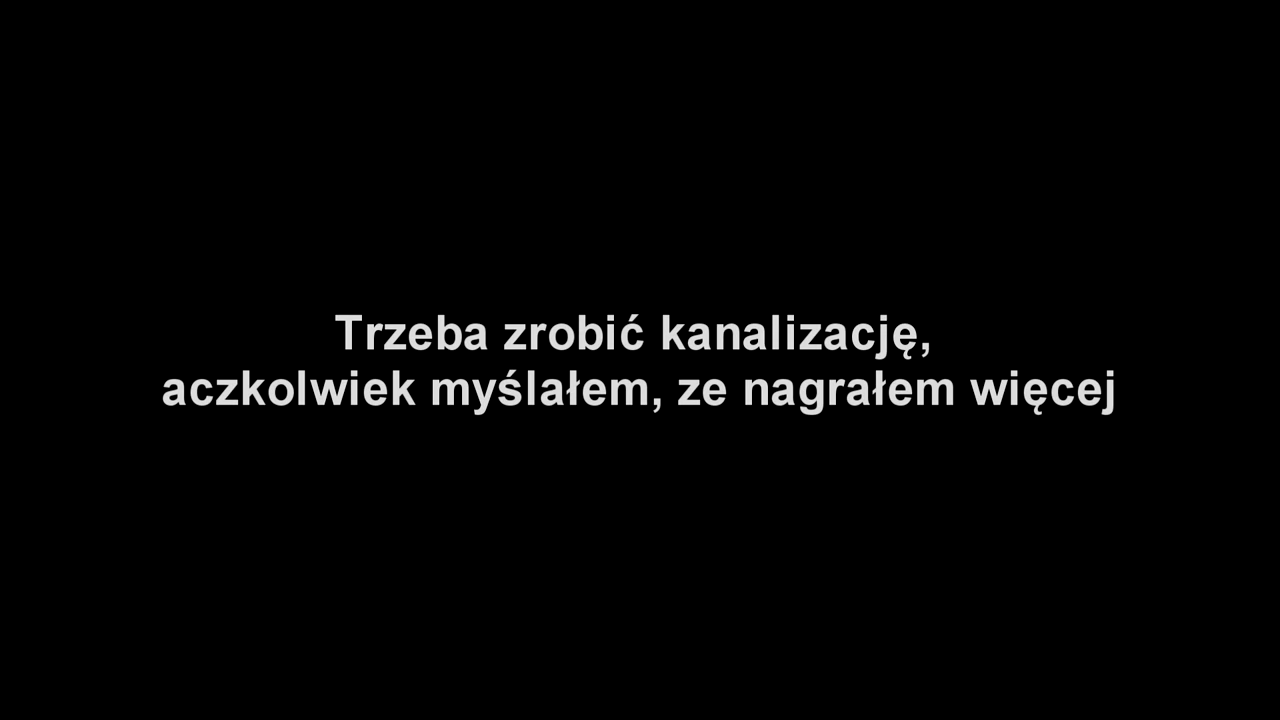 Trzeba zrobić kanalizację,
aczkolwiek myślałem, ze nagrałem więcej